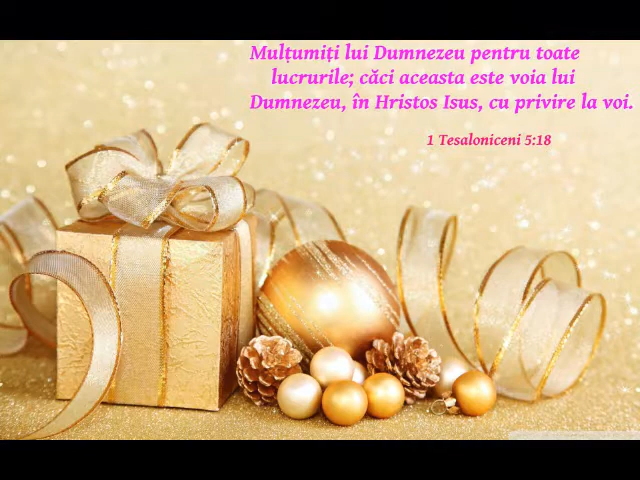 Mulțumiți lui Dumnezeu pentru toate
lucrurile; căci aceasta este voia lui
Dumnezeu, în Hristos Isus, cu privire la voi.
1 Tesaloniceni 5:18